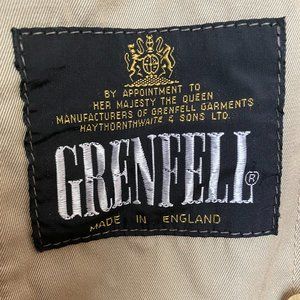 BY APPOINTMENT TO
HER MAJESTY THE QUEEN
MANUFACTURERS OF GRENFELL GARMENTS
HAYTHORNTHWAITE & SONS LTD.
GRENFELL®
MADE IN ENGLAND